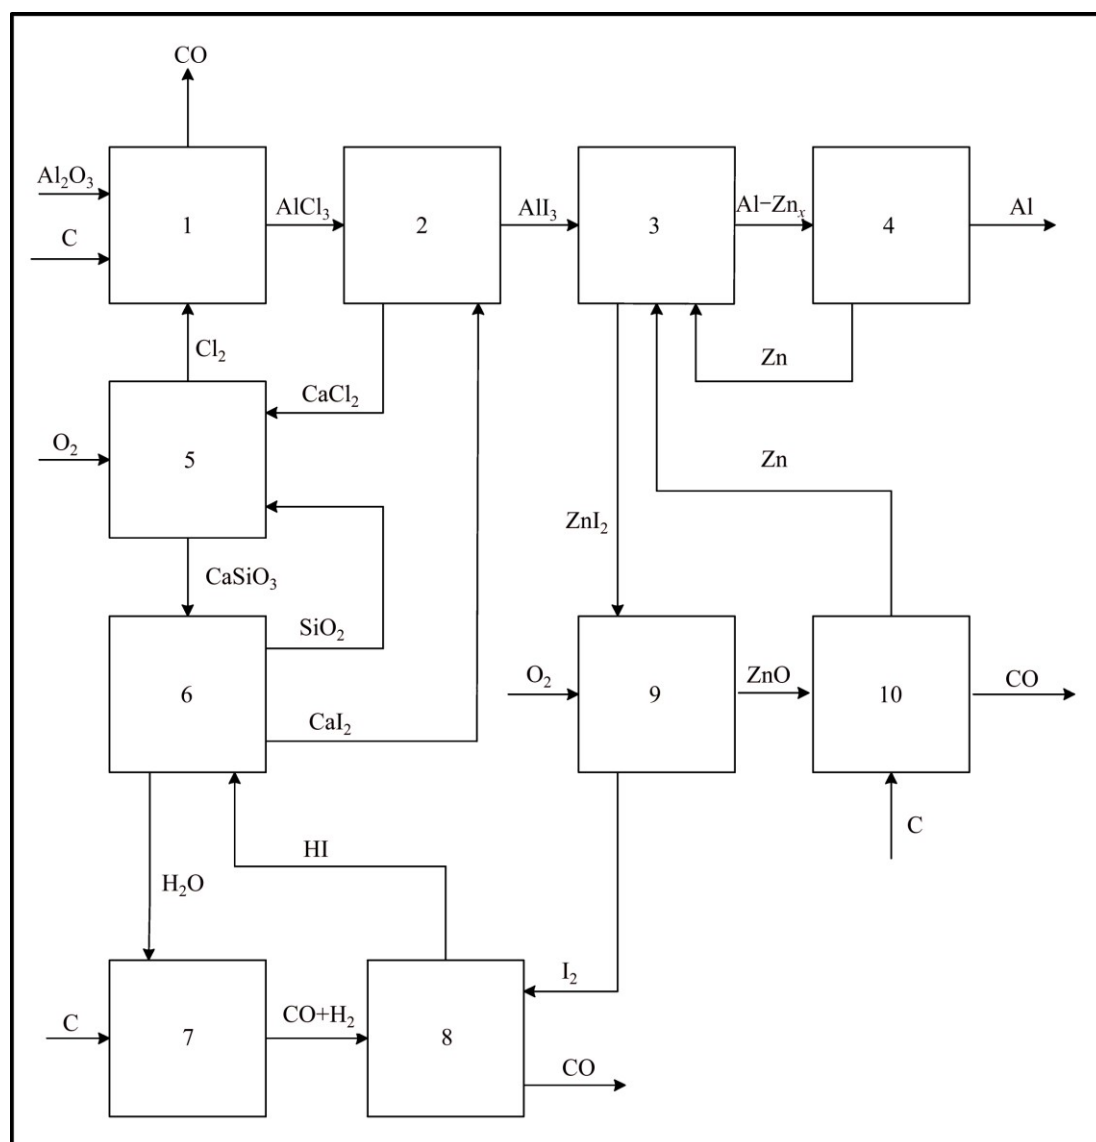 CO
Al₂O₃
C
1
AlCl₃
2
AlI₃
3
Al−Znₓ
4
Al
Cl₂
CaCl₂
Zn
O₂
5
Zn
ZnI₂
CaSiO₃
SiO₂
6
CaI₂
O₂
9
ZnO
10
CO
C
HI
H₂O
I₂
C
7
CO+H₂
8
CO